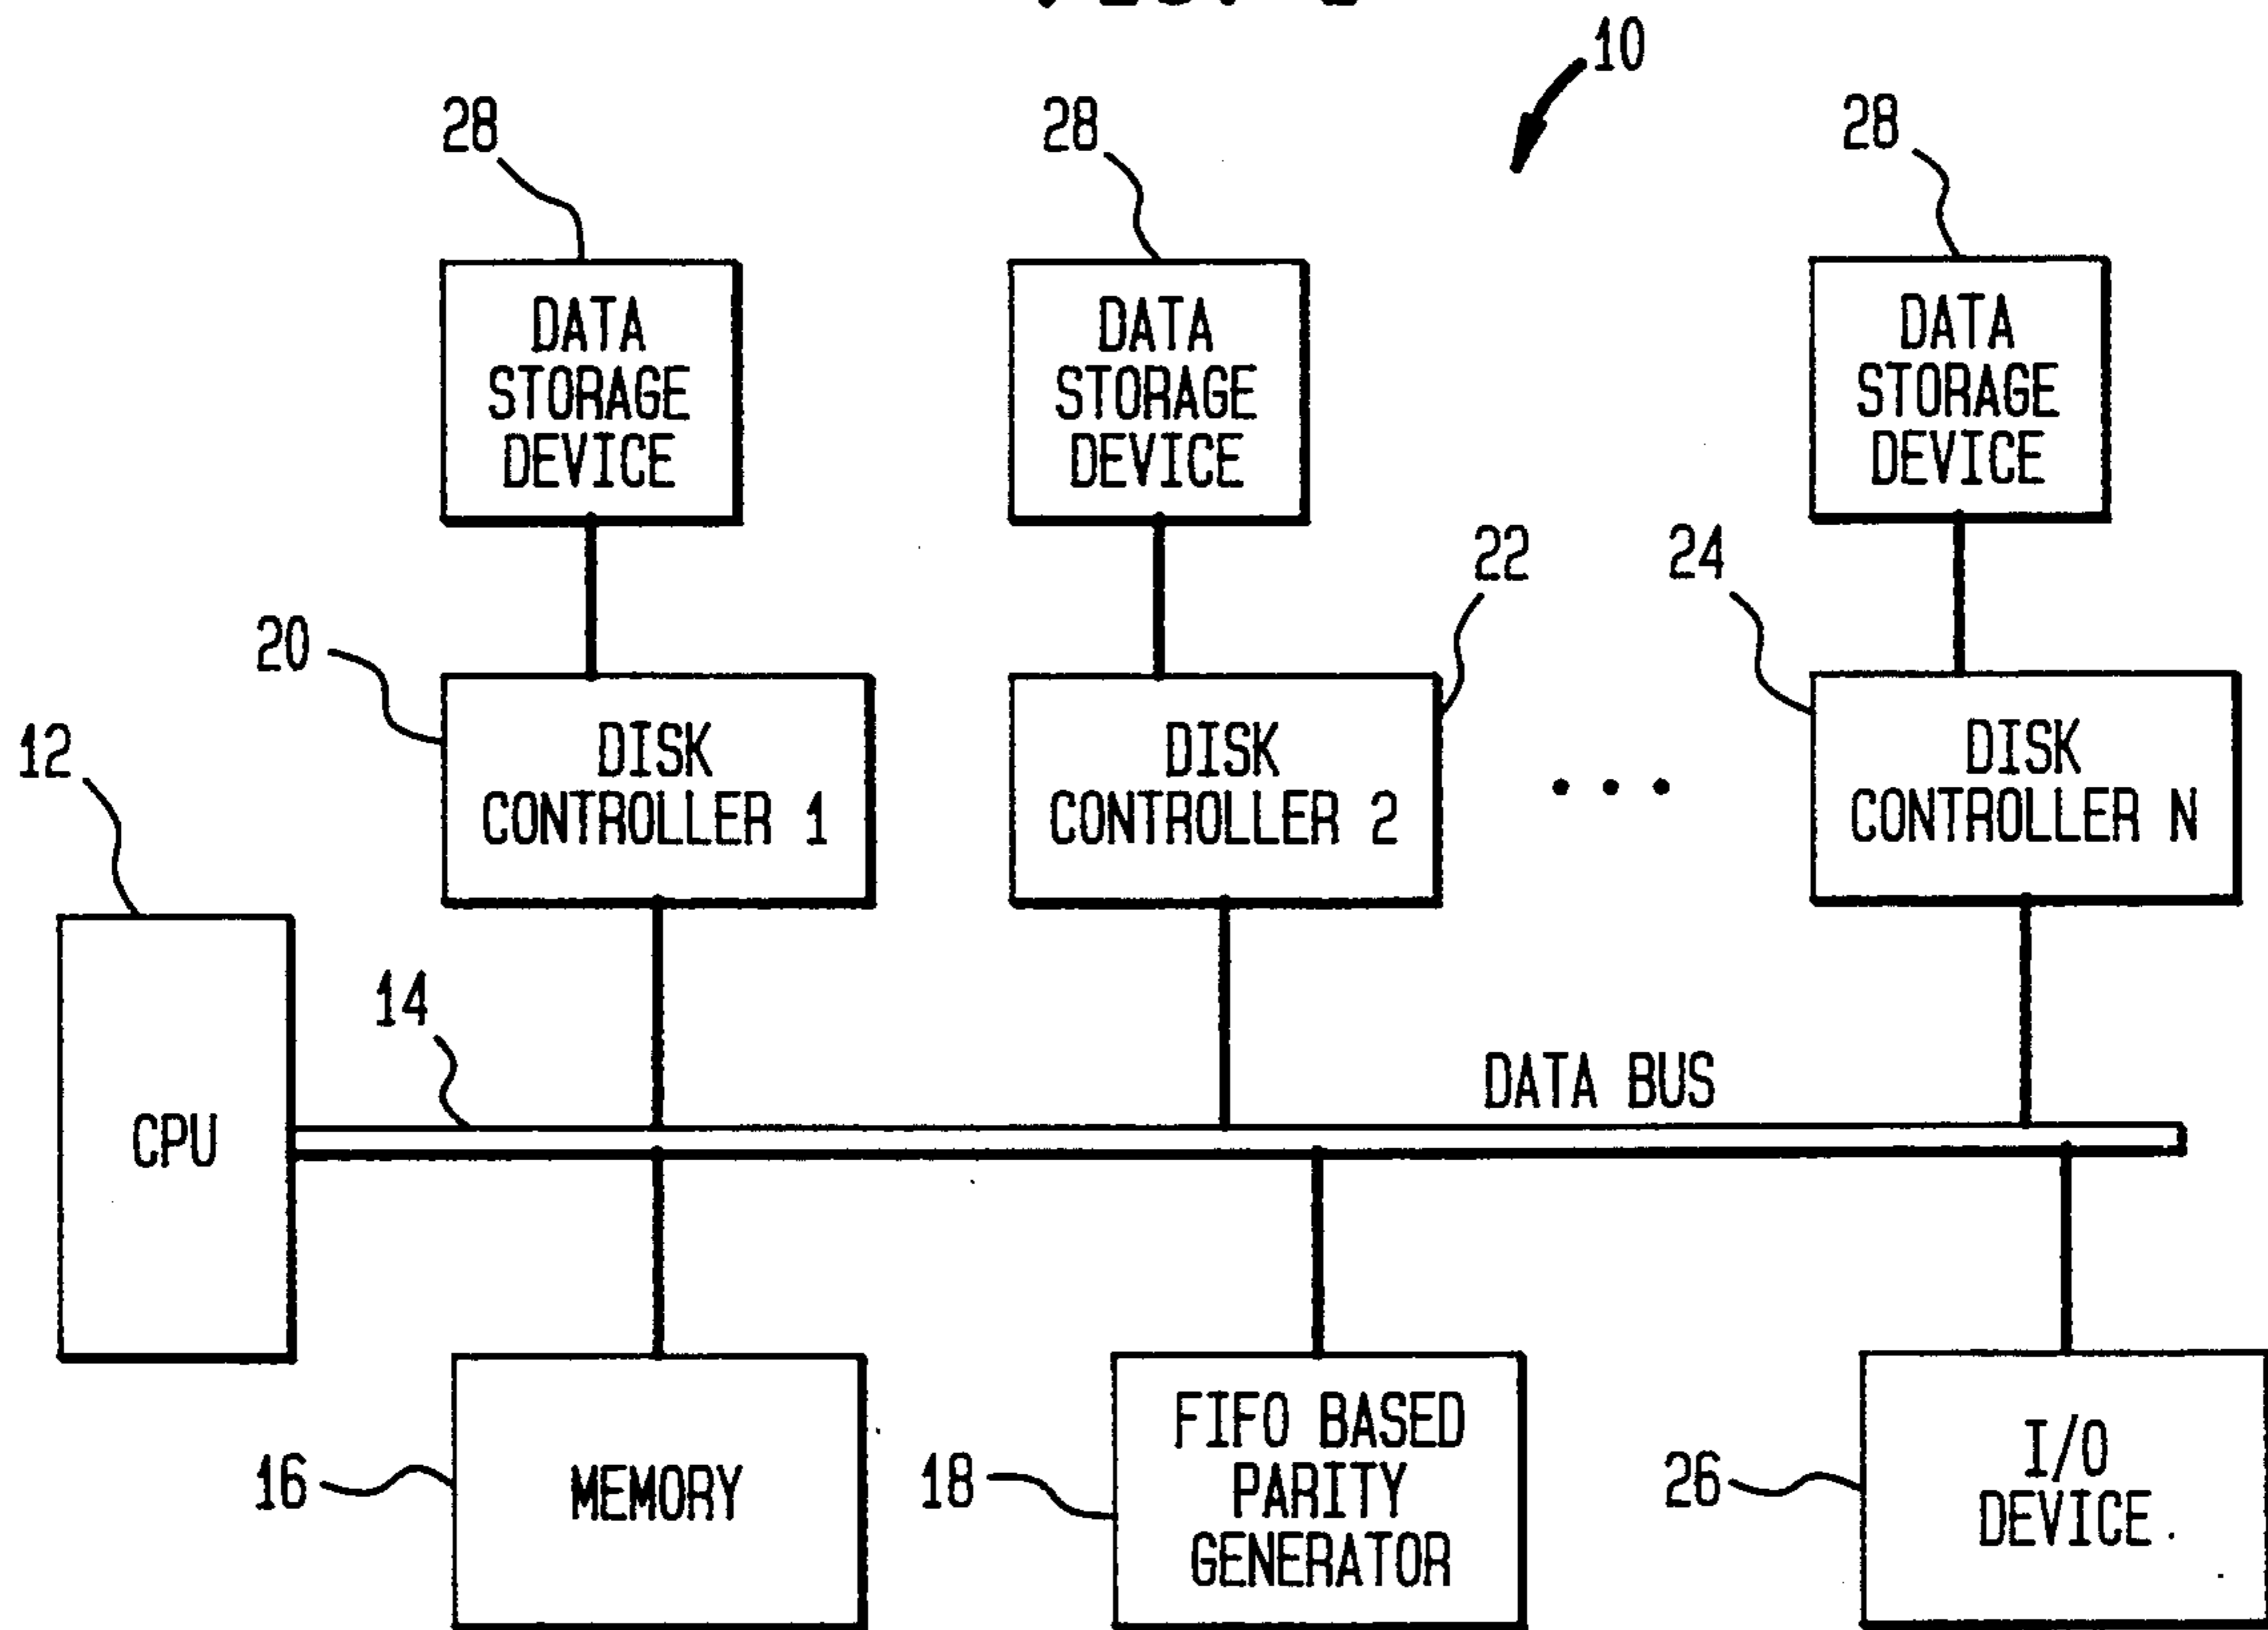 10
28
28
28
DATA
STORAGE
DEVICE
DATA
STORAGE
DEVICE
DATA
STORAGE
DEVICE
22
24
20
12
DISK
CONTROLLER 1
DISK
CONTROLLER 2
• • •
DISK
CONTROLLER N
14
DATA BUS
CPU
16
MEMORY
18
FIFO BASED
PARITY
GENERATOR
26
I/O
DEVICE